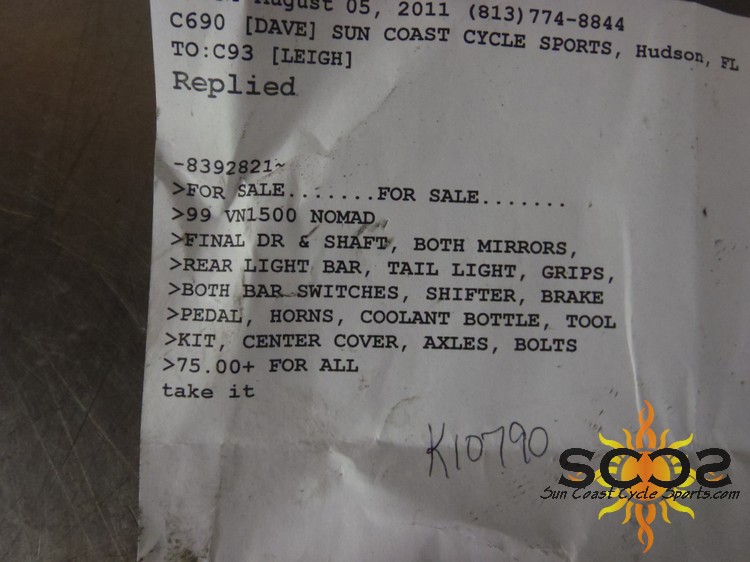 August 05, 2011 (813)774-8844
C690 [DAVE] SUN COAST CYCLE SPORTS, Hudson, FL
TO:C93 [LEIGH]
Replied
-8392821~
>FOR SALE........FOR SALE.......
>99 VN1500 NOMAD
>FINAL DR & SHAFT, BOTH MIRRORS,
>REAR LIGHT BAR, TAIL LIGHT, GRIPS,
>BOTH BAR SWITCHES, SHIFTER, BRAKE
>PEDAL, HORNS, COOLANT BOTTLE, TOOL
>KIT, CENTER COVER, AXLES, BOLTS
>75.00+ FOR ALL
take it
K10790
SCCS
Sun Coast Cycle Sports.com